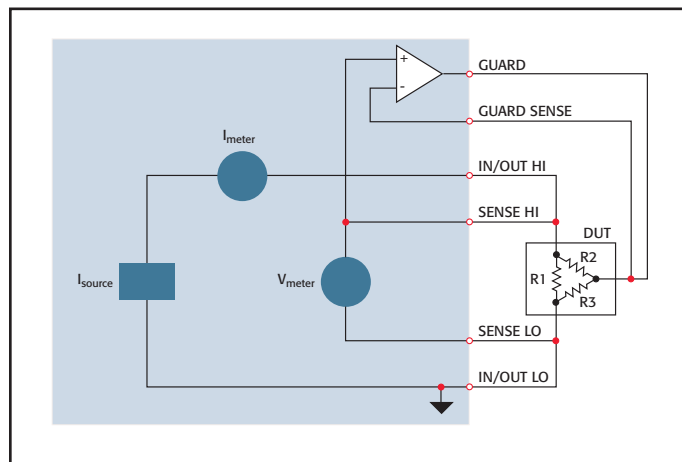 GUARD
+
-
GUARD SENSE
Imeter
IN/OUT HI
SENSE HI
DUT
R2
R1
Isource
Vmeter
R3
SENSE LO
IN/OUT LO